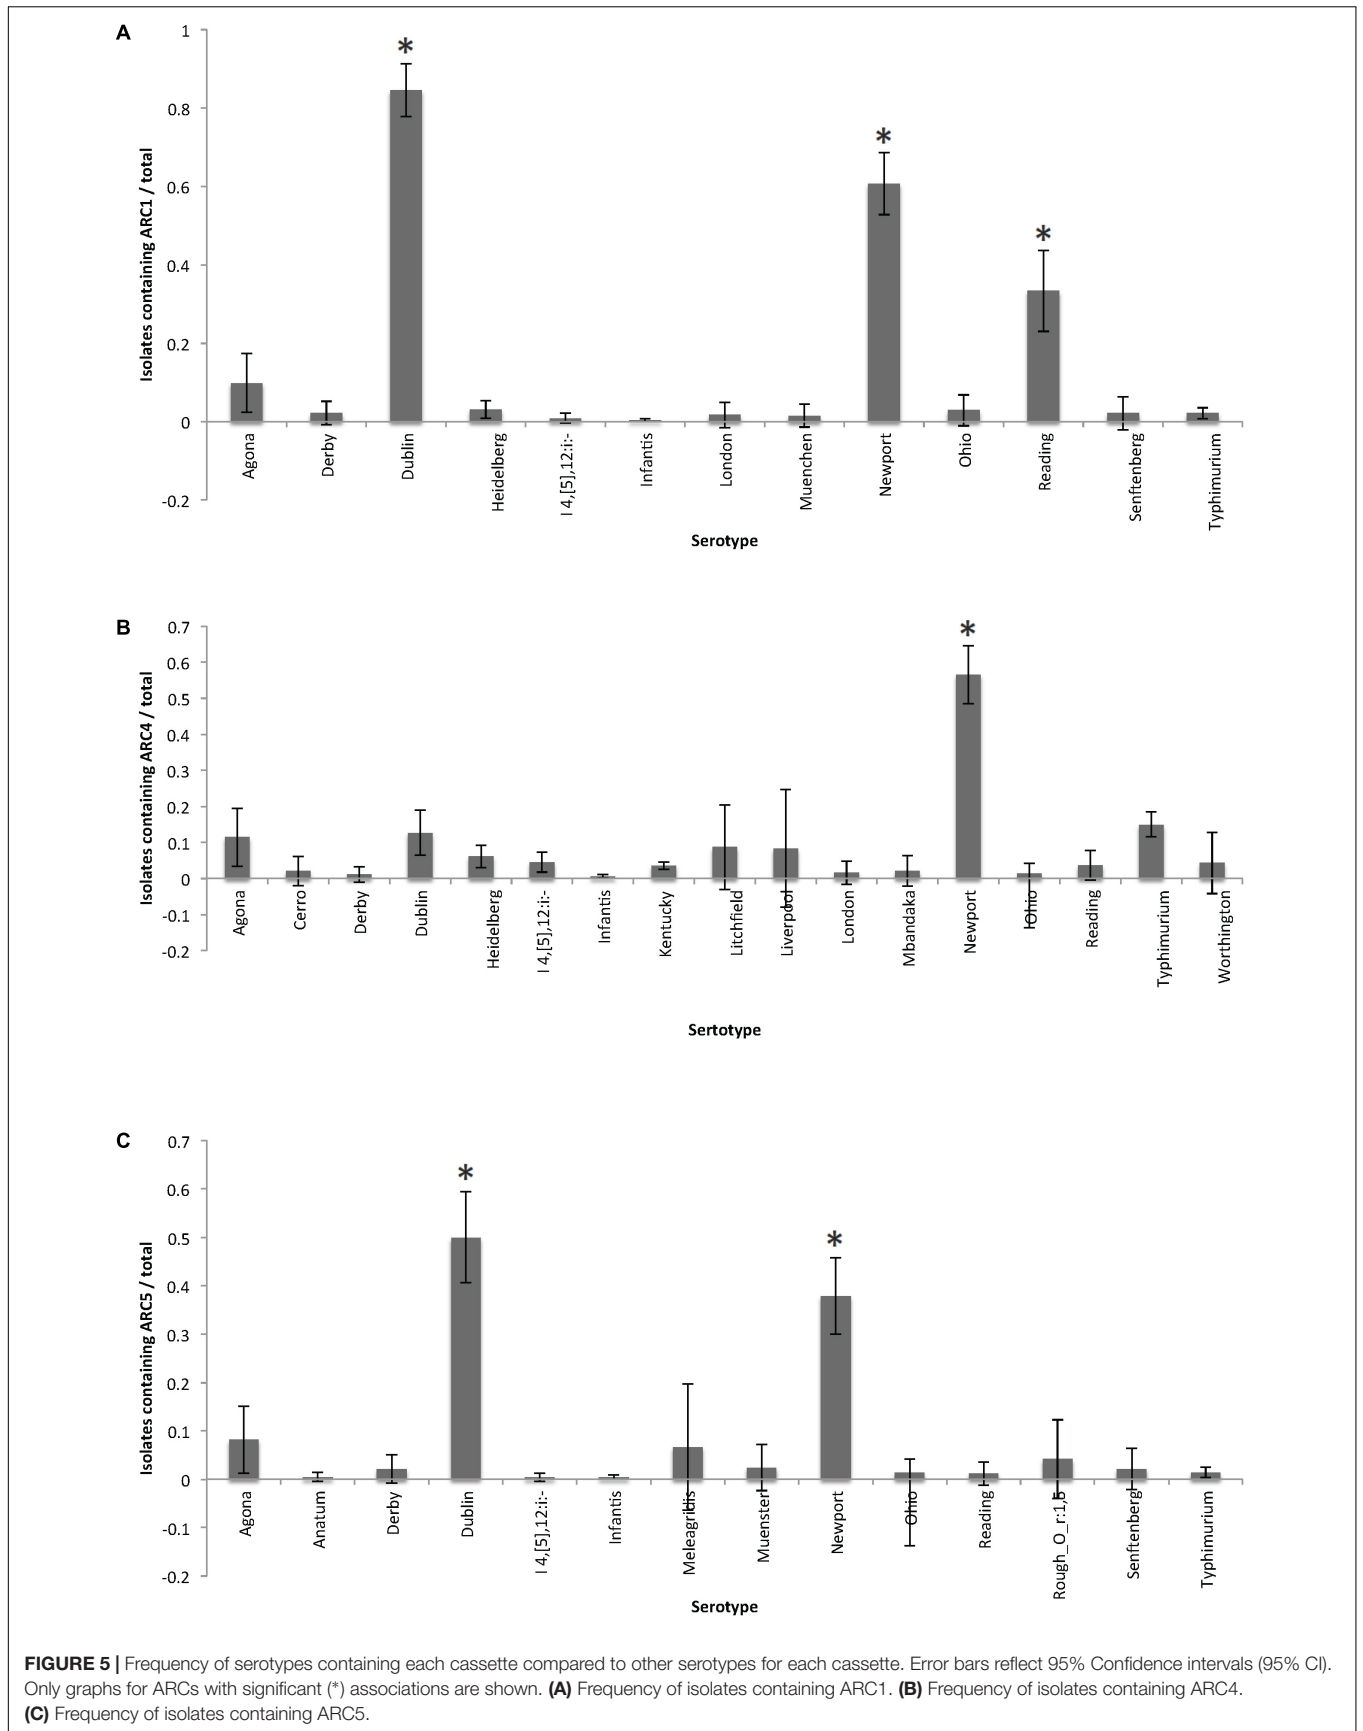 A
Isolates containing ARC1 / total
1
0.8
0.6
0.4
0.2
0
-0.2
*
*
*
Agona
Derby
Dublin
Heidelberg
I 4,[5],12:i:-
Infantis
London
Muenchen
Newport
Ohio
Reading
Senftenberg
Typhimurium
Serotype
B
Isolates containing ARC4 / total
0.7
0.6
0.5
0.4
0.3
0.2
0.1
0
-0.1
-0.2
*
Agona
Cerro
Derby
Dublin
Heidelberg
I 4,[5],12:i:-
Infantis
Kentucky
Litchfield
Liverpool
London
Mbandaka
Newport
Ohio
Reading
Typhimurium
Worthington
Sertotype
C
Isolates containing ARC5 / total
0.7
0.6
0.5
0.4
0.3
0.2
0.1
0
-0.1
-0.2
*
*
Agona
Anatum
Derby
Dublin
I 4,[5],12:i:-
Infantis
Meleagridis
Muenster
Newport
Ohio
Reading
Rough_O_r:1,5
Senftenberg
Typhimurium
Serotype
FIGURE 5 | Frequency of serotypes containing each cassette compared to other serotypes for each cassette. Error bars reflect 95% Confidence intervals (95% CI).
Only graphs for ARCs with significant (*) associations are shown. (A) Frequency of isolates containing ARC1. (B) Frequency of isolates containing ARC4.
(C) Frequency of isolates containing ARC5.